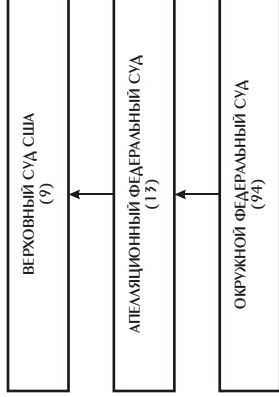 ВЕРХОВНЫЙ СУД США
(9)
АПЕЛЛЯЦИОННЫЙ ФЕДЕРАЛЬНЫЙ СУД
(13)
ОКРУЖНОЙ ФЕДЕРАЛЬНЫЙ СУД
(94)